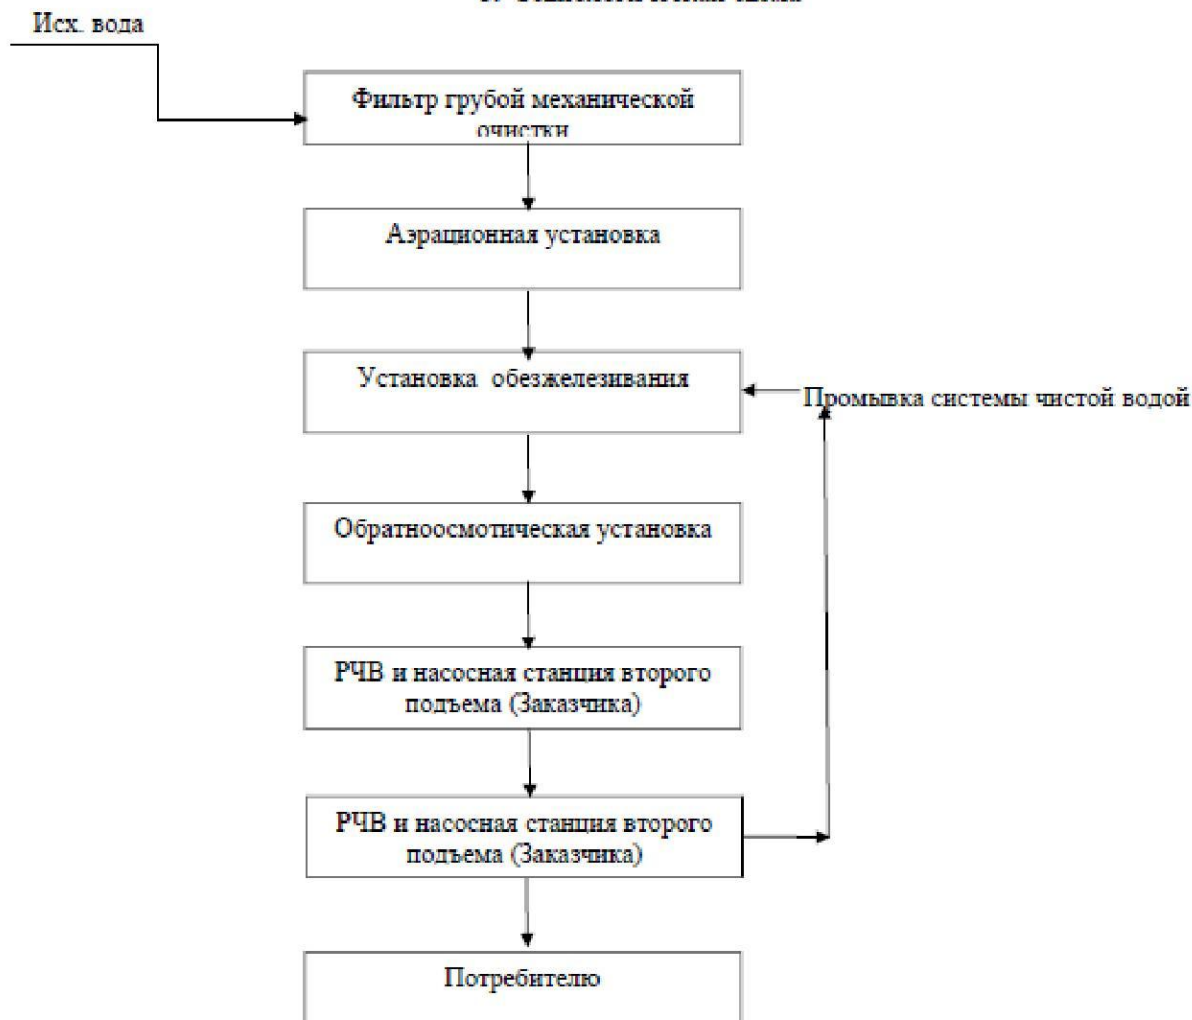 Исх. вода
Фильтр грубой механической
очистки
Аэрационная установка
Установка обезжелезивания
Промывка системы чистой водой
Обратноосмотическая установка
РЧВ и насосная станция второго
подъема (Заказчика)
РЧВ и насосная станция второго
подъема (Заказчика)
Потребителю